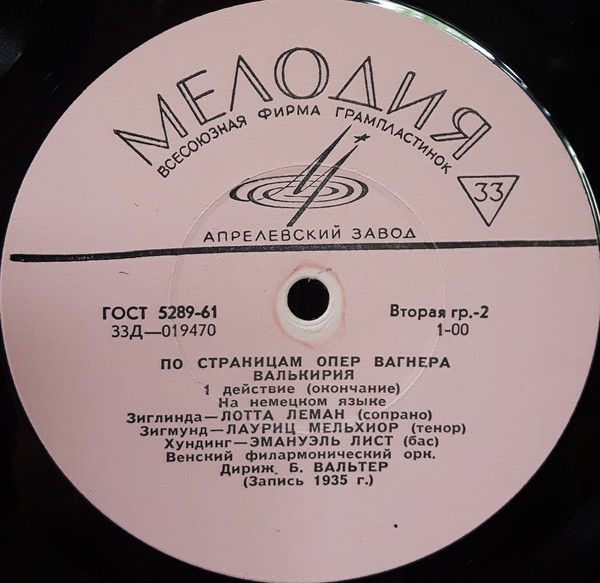 МЕЛОДИЯ
ВСЕСОЮЗНАЯ ФИРМА ГРАМПЛАСТИНОК
33
АПРЕЛЕВСКИЙ ЗАВОД
ГОСТ 5289-61
Вторая гр.-2
33Д—019470
1-00
ПО СТРАНИЦАМ ОПЕР ВАГНЕРА
ВАЛЬКИРИЯ
1 действие (окончание)
На немецком языке
Зиглинда—ЛОТТА ЛЕМАН (сопрано)
Зигмунд—ЛАУРИЦ МЕЛЬХИОР (тенор)
Хундинг—ЭМАНУЭЛЬ ЛИСТ (бас)
Венский филармонический орк.
Дириж. Б. ВАЛЬТЕР
(Запись 1935 г.)